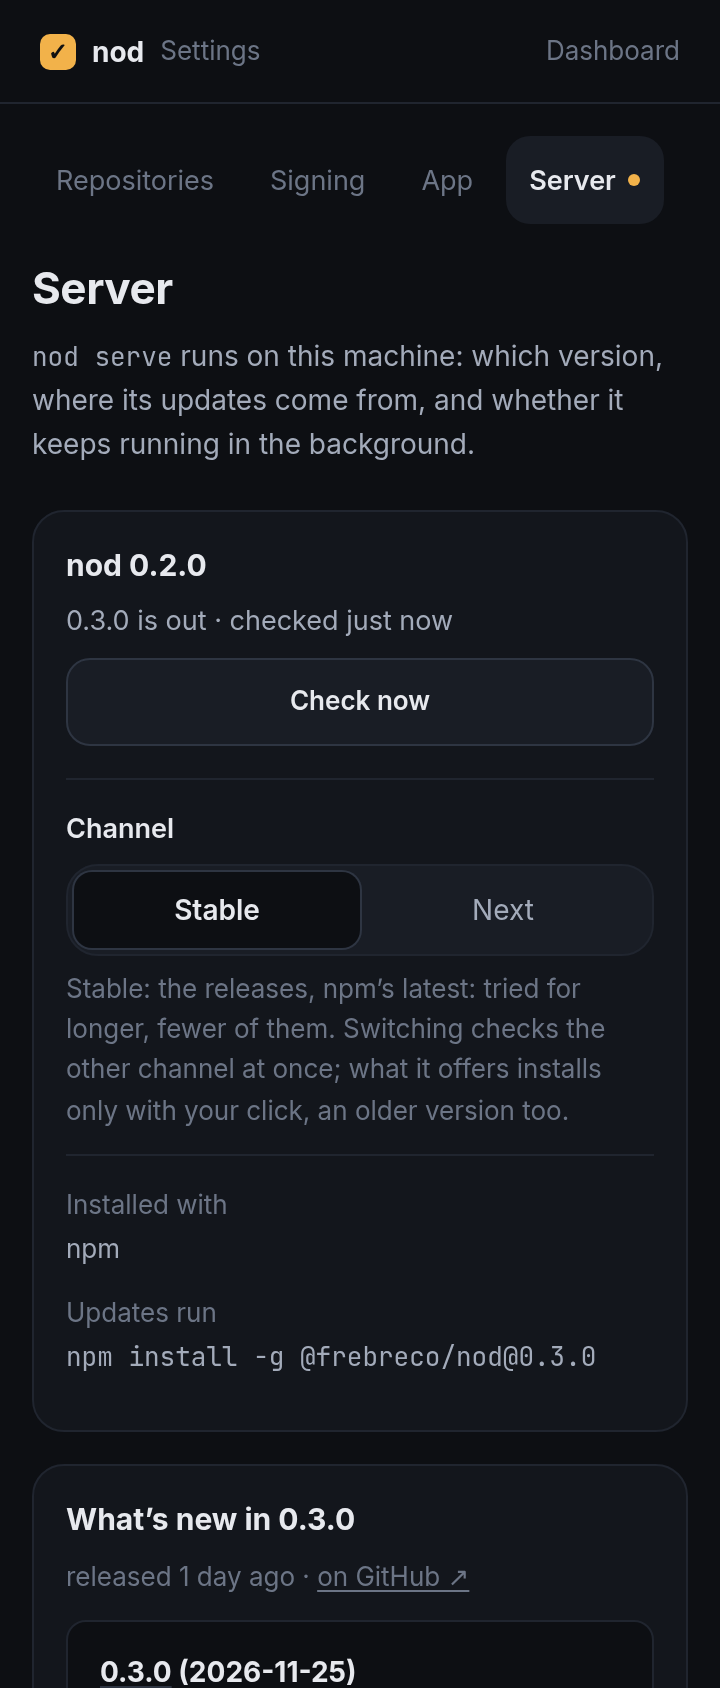 ✓ nod Settings Dashboard
Repositories Signing App Server
Server
nod serve runs on this machine: which version,
where its updates come from, and whether it
keeps running in the background.
nod 0.2.0
0.3.0 is out · checked just now
Check now
Channel
Stable Next
Stable: the releases, npm’s latest: tried for
longer, fewer of them. Switching checks the
other channel at once; what it offers installs
only with your click, an older version too.
Installed with
npm
Updates run
npm install -g @frebreco/nod@0.3.0
What’s new in 0.3.0
released 1 day ago · on GitHub ↗
0.3.0 (2026-11-25)